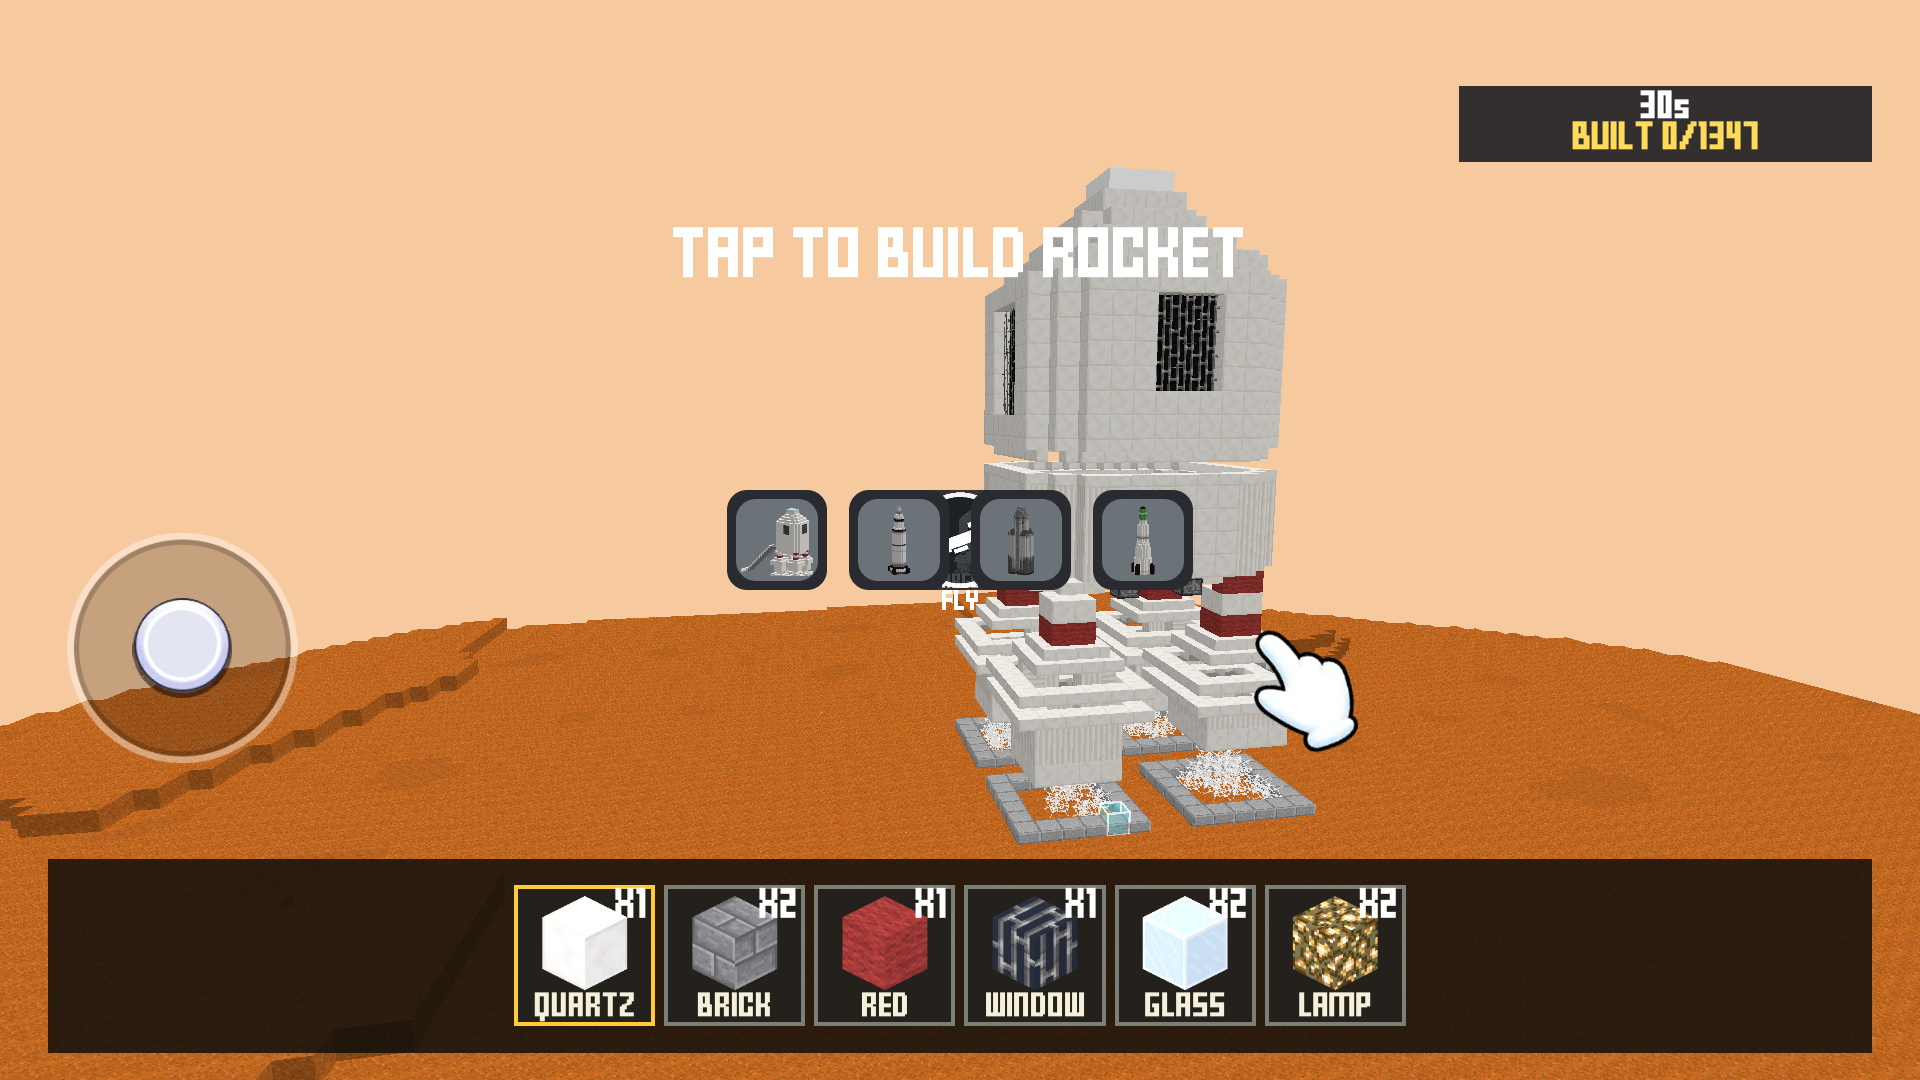 30s
BUILT 0/1347
TAP TO BUILD ROCKET
FLY
X1
X2
X1
X1
X2
X2
QUARTZ
BRICK
RED
WINDOW
GLASS
LAMP